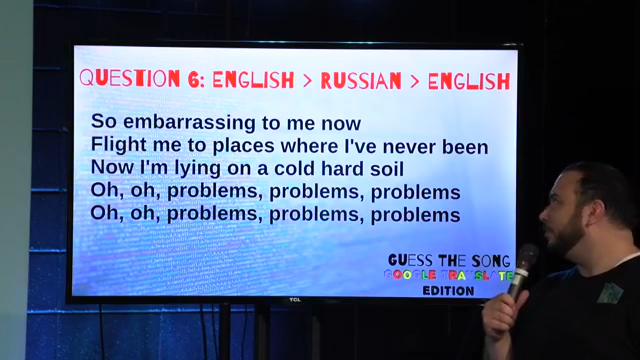 QUESTION 6: ENGLISH > RUSSIAN > ENGLISH
So embarrassing to me now
Flight me to places where I've never been
Now I'm lying on a cold hard soil
Oh, oh, problems, problems, problems
Oh, oh, problems, problems, problems
GUESS THE SONG
GOOGLE TRANSLATE
EDITION
TCL